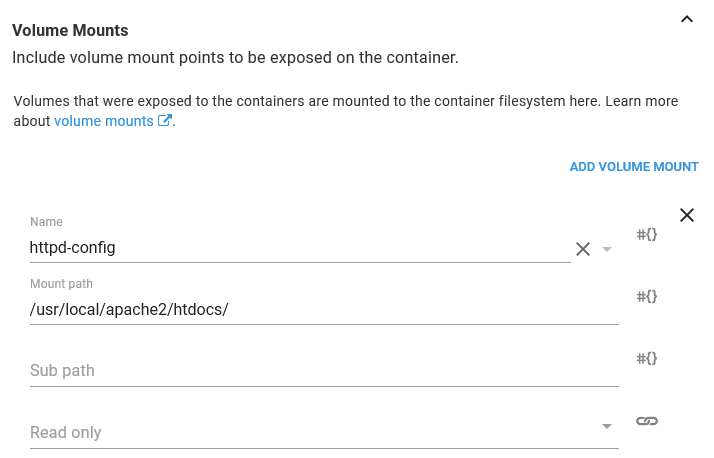 Volume Mounts
Include volume mount points to be exposed on the container.
Volumes that were exposed to the containers are mounted to the container filesystem here. Learn more
about volume mounts.
ADD VOLUME MOUNT
Name
httpd-config
#{}
Mount path
/usr/local/apache2/htdocs/
#{}
Sub path
#{}
Read only